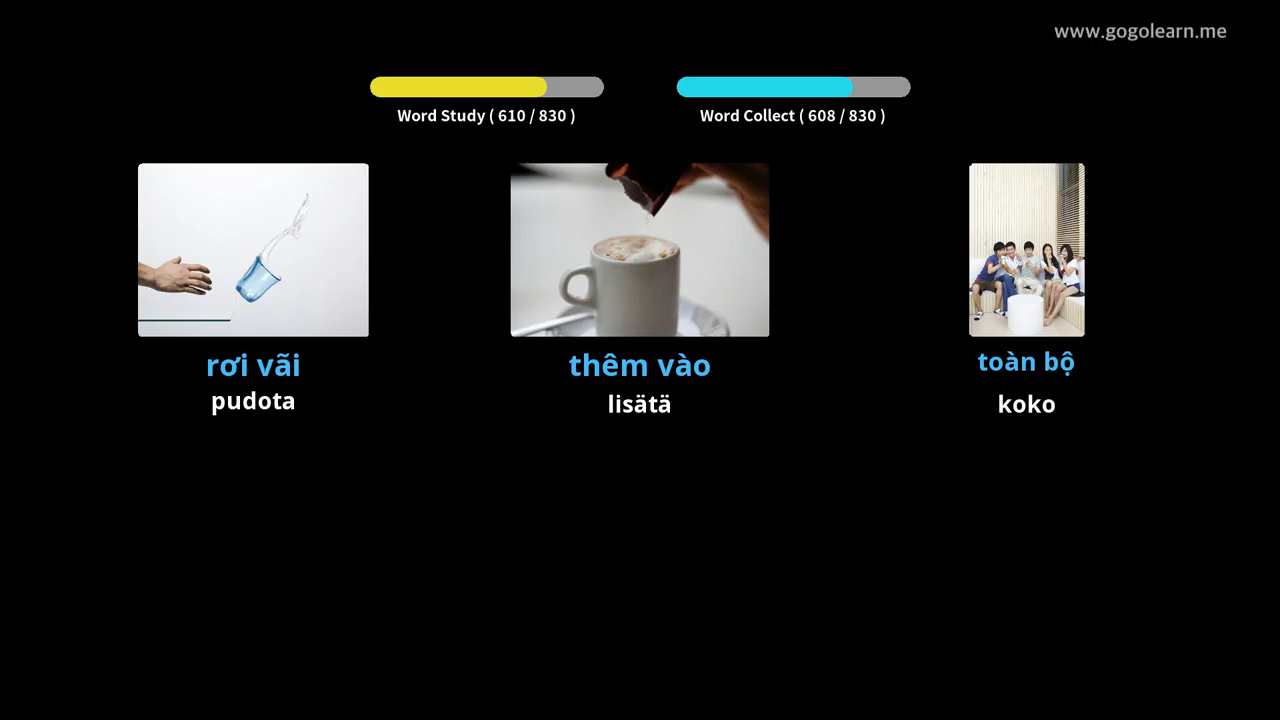 www.gogolearn.me
Word Study ( 610 / 830 )
Word Collect ( 608 / 830 )
rơi vãi
pudota
thêm vào
lisätä
toàn bộ
koko